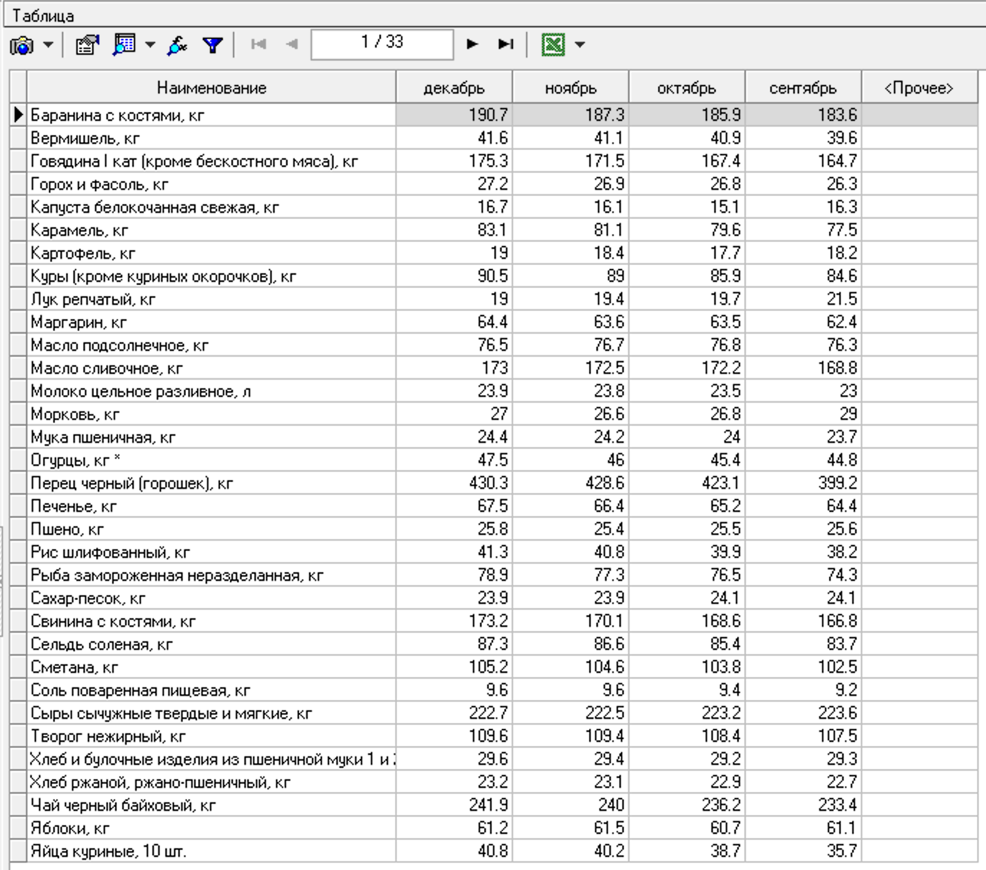 Таблица
1 / 33
Наименование декабрь ноябрь октябрь сентябрь <Прочее>
Баранина с костями, кг 190.7 187.3 185.9 183.6
Вермишель, кг 41.6 41.1 40.9 39.6
Говядина I кат (кроме бескостного мяса), кг 175.3 171.5 167.4 164.7
Горох и фасоль, кг 27.2 26.9 26.8 26.3
Капуста белокочанная свежая, кг 16.7 16.1 15.1 16.3
Карамель, кг 83.1 81.1 79.6 77.5
Картофель, кг 19 18.4 17.7 18.2
Куры (кроме куриных окорочков), кг 90.5 89 85.9 84.6
Лук репчатый, кг 19 19.4 19.7 21.5
Маргарин, кг 64.4 63.6 63.5 62.4
Масло подсолнечное, кг 76.5 76.7 76.8 76.3
Масло сливочное, кг 173 172.5 172.2 168.8
Молоко цельное разливное, л 23.9 23.8 23.5 23
Морковь, кг 27 26.6 26.8 29
Мука пшеничная, кг 24.4 24.2 24 23.7
Огурцы, кг * 47.5 46 45.4 44.8
Перец черный (горошек), кг 430.3 428.6 423.1 399.2
Печенье, кг 67.5 66.4 65.2 64.4
Пшено, кг 25.8 25.4 25.5 25.6
Рис шлифованный, кг 41.3 40.8 39.9 38.2
Рыба замороженная неразделанная, кг 78.9 77.3 76.5 74.3
Сахар-песок, кг 23.9 23.9 24.1 24.1
Свинина с костями, кг 173.2 170.1 168.6 166.8
Сельдь соленая, кг 87.3 86.6 85.4 83.7
Сметана, кг 105.2 104.6 103.8 102.5
Соль поваренная пищевая, кг 9.6 9.6 9.4 9.2
Сыры сычужные твердые и мягкие, кг 222.7 222.5 223.2 223.6
Творог нежирный, кг 109.6 109.4 108.4 107.5
Хлеб и булочные изделия из пшеничной муки 1 и 2 29.6 29.4 29.2 29.3
Хлеб ржаной, ржано-пшеничный, кг 23.2 23.1 22.9 22.7
Чай черный байховый, кг 241.9 240 236.2 233.4
Яблоки, кг 61.2 61.5 60.7 61.1
Яйца куриные, 10 шт. 40.8 40.2 38.7 35.7